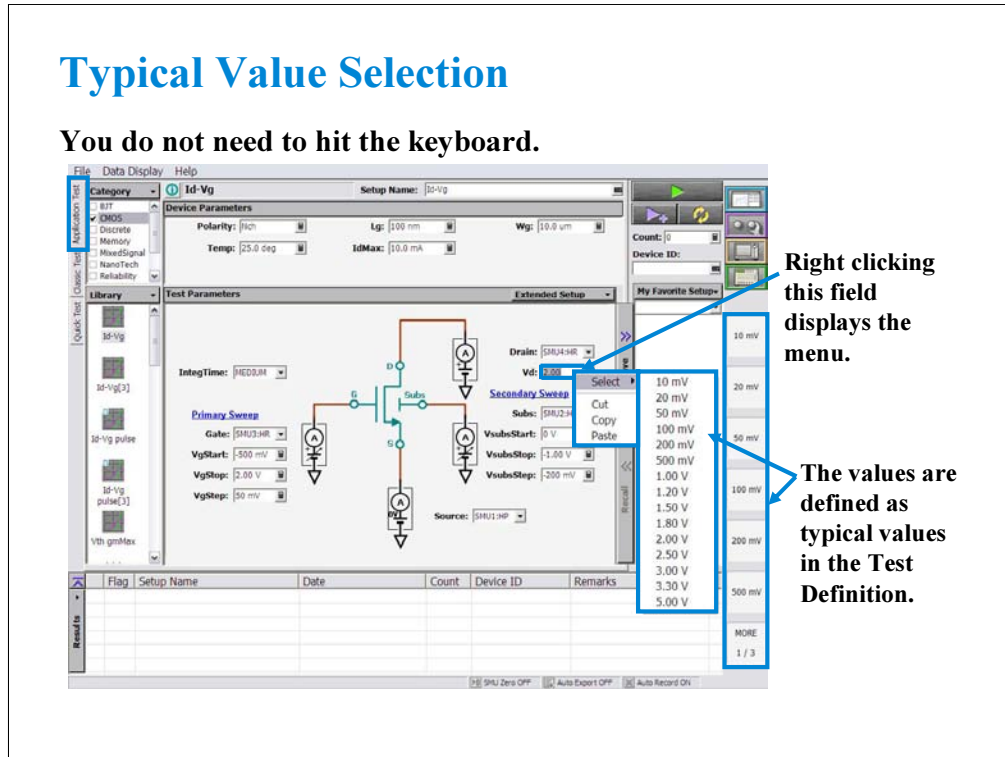 Typical Value Selection
You do not need to hit the keyboard.
File Data Display Help
Application Test
Classic Test
Quick Test
Category
BJT
CMOS
Discrete
Memory
MixedSignal
NanoTech
Reliability
Id-Vg
Setup Name: Id-Vg
Device Parameters
Polarity: Nch
Lg: 100 nm
Wg: 10.0 um
Temp: 25.0 deg
IdMax: 10.0 mA
Count: 0
Device ID:
My Favorite Setup
Library
Id-Vg
Id-Vg[3]
Id-Vg pulse
Id-Vg
pulse[3]
Vth gmMax
Test Parameters
Extended Setup
IntegTime: MEDIUM
Primary Sweep
Gate: SMU3:HR
VgStart: -500 mV
VgStop: 2.00 V
VgStep: 50 mV
D
G
Subs
S
A
A
A
A
0V
Drain: SMU4:HR
Vd: 2.00
Secondary Sweep
Subs: SMU2:H
VsubsStart: 0 V
VsubsStop: -1.00 V
VsubsStep: -200 mV
Source: SMU1:HP
Recall
Select
Cut
Copy
Paste
10 mV
20 mV
50 mV
100 mV
200 mV
500 mV
1.00 V
1.20 V
1.50 V
1.80 V
2.00 V
2.50 V
3.00 V
3.30 V
5.00 V
10 mV
20 mV
50 mV
100 mV
200 mV
500 mV
MORE
1 / 3
Right clicking
this field
displays the
menu.
The values are
defined as
typical values
in the Test
Definition.
Results
Flag Setup Name Date Count Device ID Remarks
SMU Zero OFF Auto Export OFF Auto Record ON